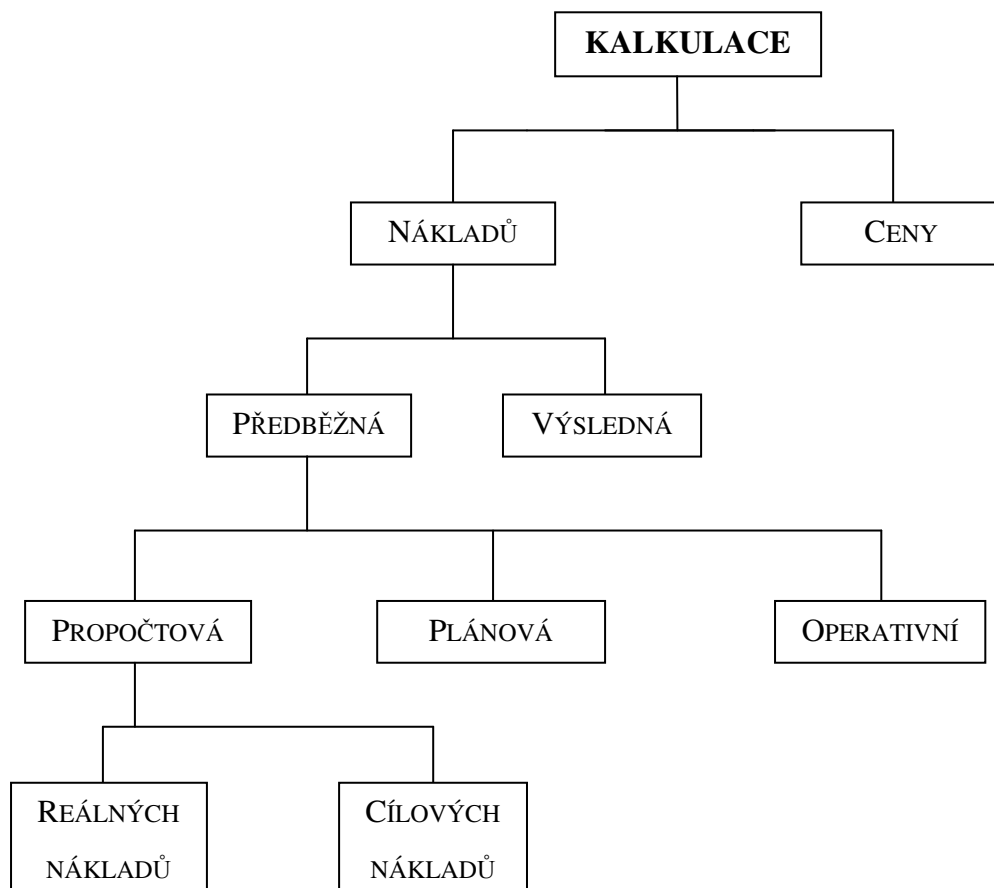 KALKULACE
NÁKLADŮ
CENY
PŘEDBĚŽNÁ
VÝSLEDNÁ
PROPOČTOVÁ
PLÁNOVÁ
OPERATIVNÍ
REÁLNÝCH
NÁKLADŮ
CÍLOVÝCH
NÁKLADŮ